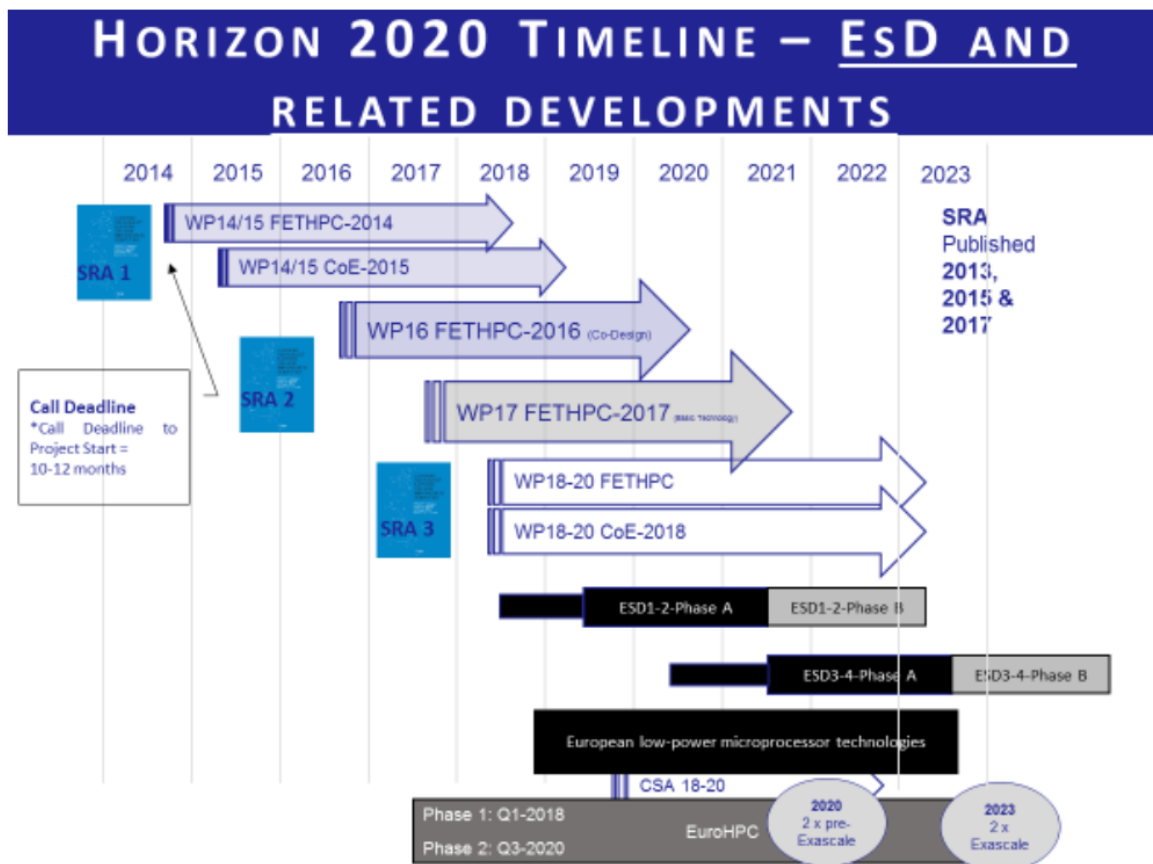 HORIZON 2020 TIMELINE – ESD AND
RELATED DEVELOPMENTS
2014 2015 2016 2017 2018 2019 2020 2021 2022 2023
WP14/15 FETHPC-2014
SRA 1
WP14/15 CoE-2015
SRA
Published
2013,
2015 &
2017
WP16 FETHPC-2016 (Co-Design)
SRA 2
Call Deadline
*Call Deadline to
Project Start =
10-12 months
WP17 FETHPC-2017 (Basic Technology)
WP18-20 FETHPC
SRA 3
WP18-20 CoE-2018
ESD1-2-Phase A
ESD1-2-Phase B
ESD3-4-Phase A
ESD3-4-Phase B
European low-power microprocessor technologies
CSA 18-20
Phase 1: Q1-2018
Phase 2: Q3-2020
EuroHPC
2020
2 x pre-
Exascale
2023
2 x
Exascale